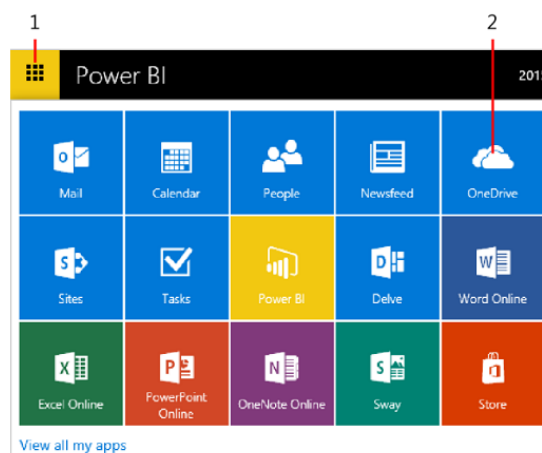 1 2
Power BI 201
Mail Calendar People Newsfeed OneDrive
Sites Tasks Power BI Delve Word Online
Excel Online PowerPoint Online OneNote Online Sway Store
View all my apps